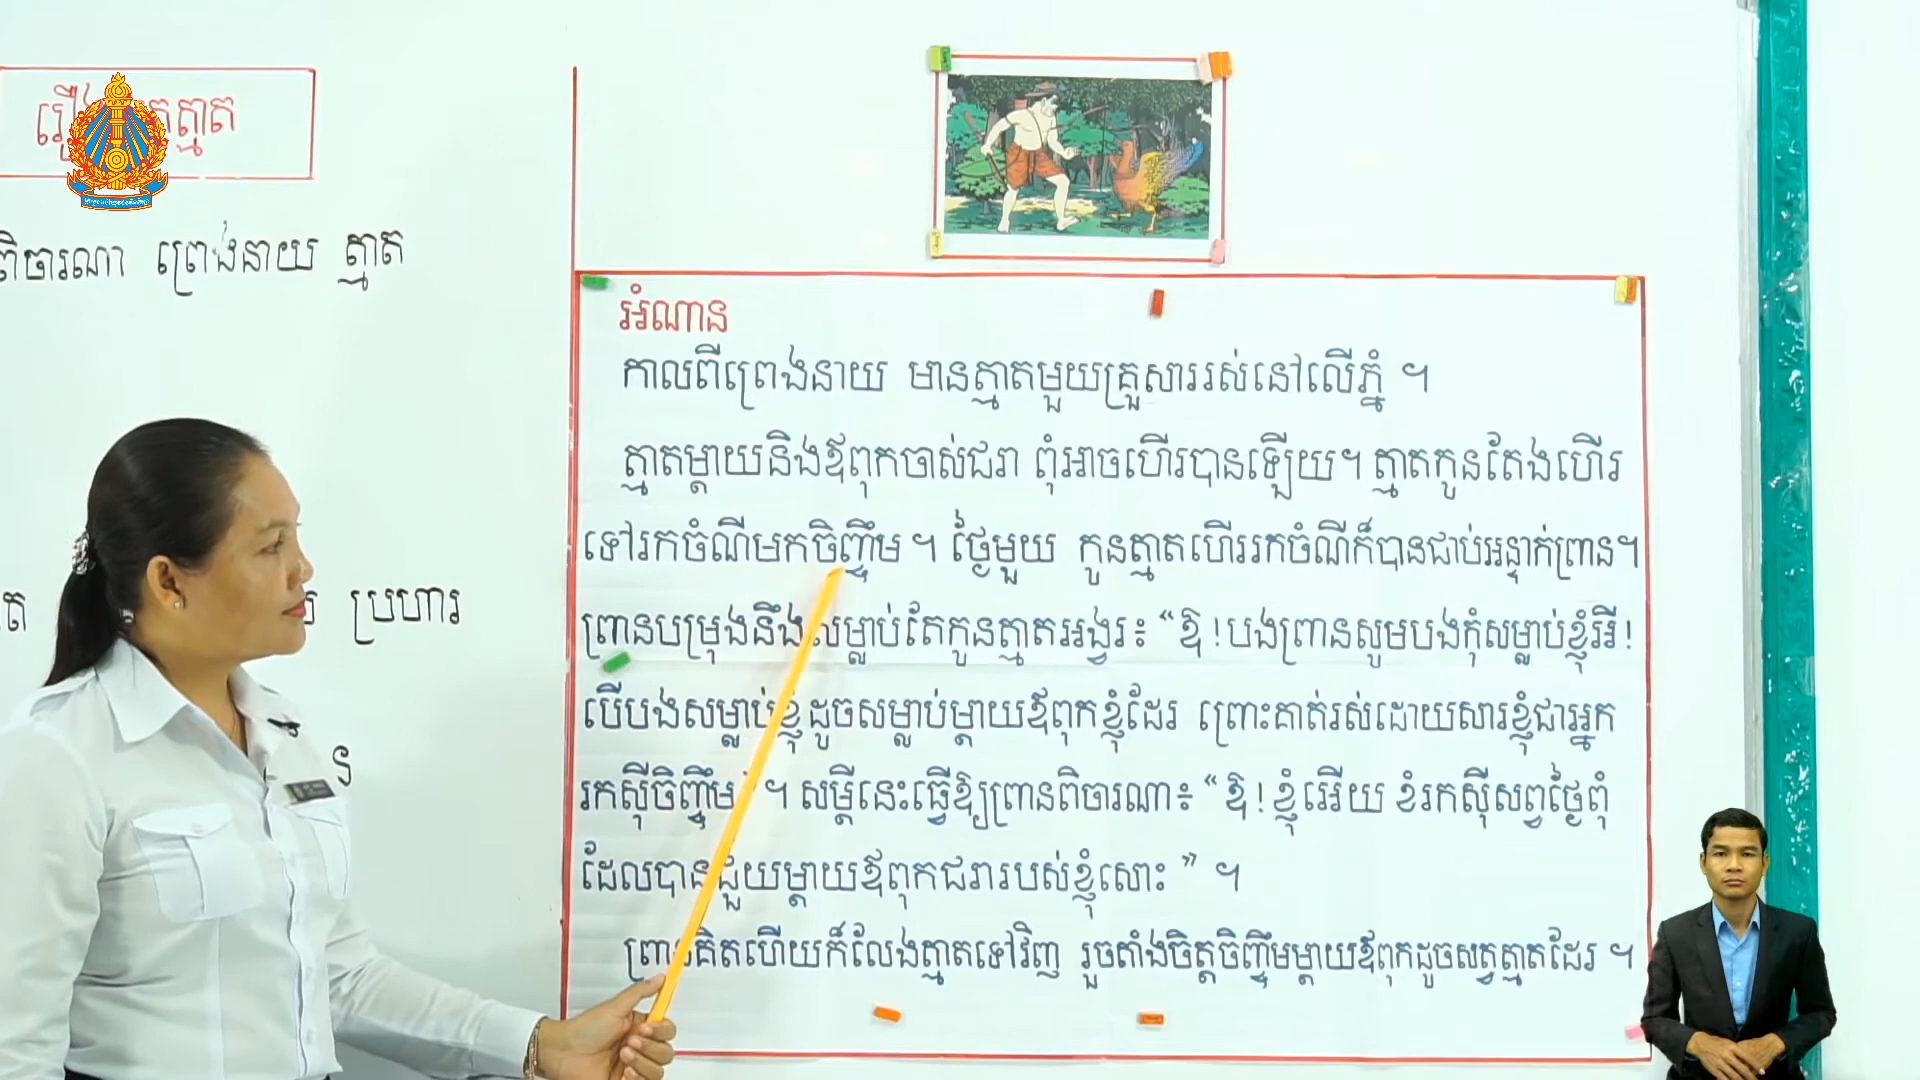 ពិចារណា ព្រេងនាយ ត្មាត
ប្រហារ
អំណាន
កាលពីព្រេងនាយ មានត្មាតមួយគ្រួសាររស់នៅលើភ្នំ ។
ត្មាតម្តាយនិងឪពុកចាស់ជរា ពុំអាចហើរបានឡើយ។ ត្មាតកូនតែងហើរ
ទៅរកចំណីមកចិញ្ចឹម ។ ថ្ងៃមួយ កូនត្មាតហើររកចំណីក៏បានជាប់អន្ទាក់ព្រាន។
ព្រានបម្រុងនឹងសម្លាប់តែកូនត្មាតអង្វរ៖ “ ឱ ! បងព្រានសូមបងកុំសម្លាប់ខ្ញុំអី !
បើបងសម្លាប់ខ្ញុំ ដូចសម្លាប់ម្តាយឪពុកខ្ញុំដែរ ព្រោះគាត់រស់ដោយសារខ្ញុំជាអ្នក
រកស៊ីចិញ្ចឹម ” ។ សម្តីនេះធ្វើឱ្យព្រានពិចារណា៖ “ ឱ ! ខ្ញុំអើយ ខំរកស៊ីសព្វថ្ងៃពុំ
ដែលបានជួយម្តាយឪពុកជរារបស់ខ្ញុំសោះ ” ។
ព្រានគិតហើយក៏លែងត្មាតទៅវិញ រួចតាំងចិត្តចិញ្ចឹមម្តាយឪពុកដូចសត្វត្មាតដែរ ។